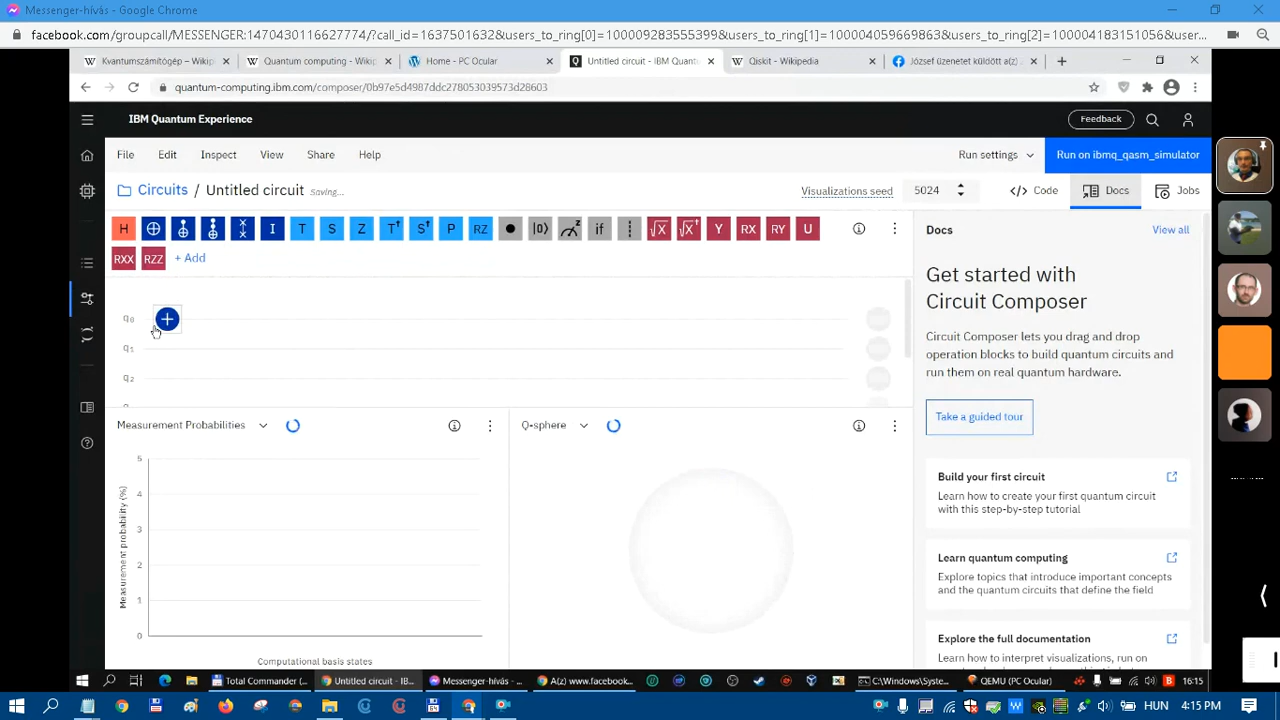 Messenger-hívás - Google Chrome
facebook.com/groupcall/MESSENGER:1470430116627774/?call_id=1637501632&users_to_ring[0]=100009283555399&users_to_ring[1]=100004059669863&users_to_ring[2]=100004183151056&us...
Kvantumszámítógép – Wikip
Quantum computing - Wikip
Home - PC Ocular
Untitled circuit - IBM Quant
Qiskit - Wikipedia
József üzenetet küldött a(z)
quantum-computing.ibm.com/composer/0b97e5d4987ddc278053039573d28603
IBM Quantum Experience
Feedback
File Edit Inspect View Share Help
Run settings
Run on ibmq_qasm_simulator
Circuits / Untitled circuit Saving...
Visualizations seed 5024
</> Code
Docs
Jobs
H I T S Z T† S† P RZ |0⟩ z if √X √X† Y RX RY U
RXX RZZ + Add
q0
q1
q2
Measurement Probabilities
Q-sphere
Measurement probability (%)
5
4
3
2
1
0
Computational basis states
Docs
View all
Get started with
Circuit Composer
Circuit Composer lets you drag and drop
operation blocks to build quantum circuits and
run them on real quantum hardware.
Take a guided tour
Build your first circuit
Learn how to create your first quantum circuit
with this step-by-step tutorial
Learn quantum computing
Explore topics that introduce important concepts
and the quantum circuits that define the field
Explore the full documentation
Learn how to interpret visualizations, run on
Total Commander (...
Untitled circuit - IB...
Messenger-hívás - ...
A(z) www.facebook...
C:\Windows\Syste...
QEMU (PC Ocular)
16:15
HUN 4:15 PM